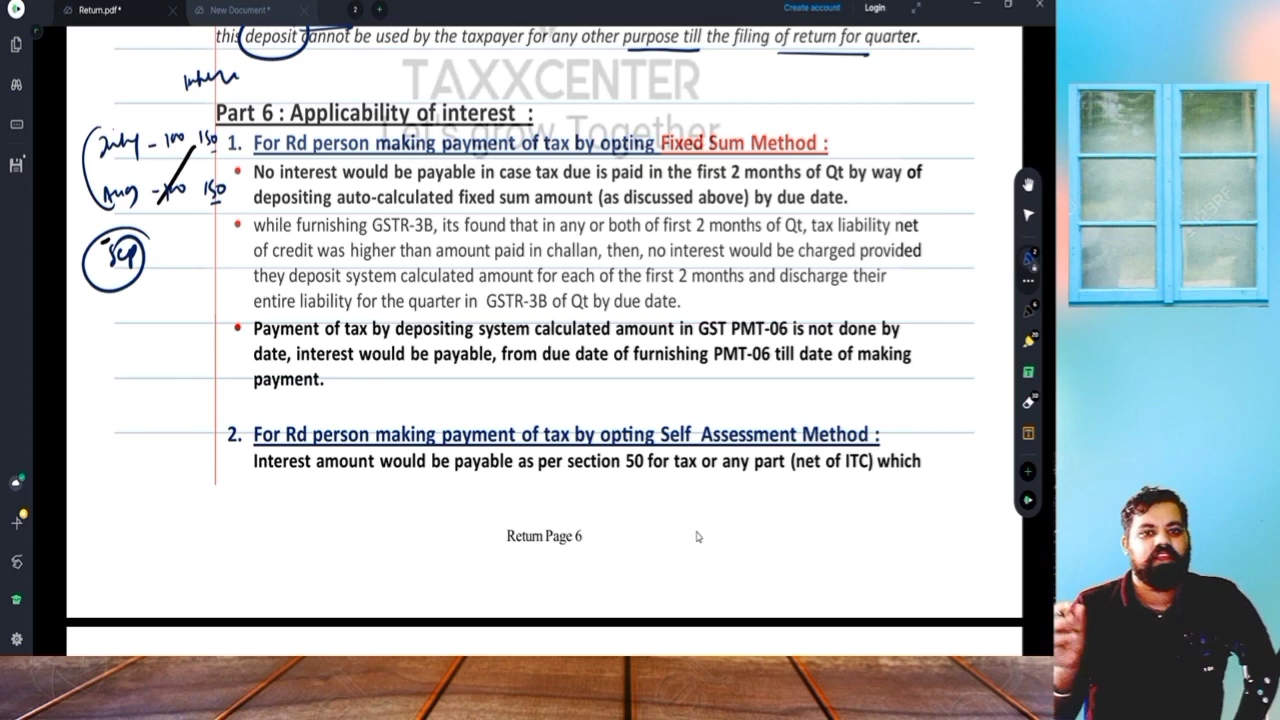 Return.pdf*
New Document*
2
Create account
Login
this deposit cannot be used by the taxpayer for any other purpose till the filing of return for quarter.
TAXXCENTER
Let's grow Together
Part 6 : Applicability of interest :
July - 100 150
Aug - 100 150
Sep
1. For Rd person making payment of tax by opting Fixed Sum Method :
• No interest would be payable in case tax due is paid in the first 2 months of Qt by way of
depositing auto-calculated fixed sum amount (as discussed above) by due date.
• while furnishing GSTR-3B, its found that in any or both of first 2 months of Qt, tax liability net
of credit was higher than amount paid in challan, then, no interest would be charged provided
they deposit system calculated amount for each of the first 2 months and discharge their
entire liability for the quarter in GSTR-3B of Qt by due date.
• Payment of tax by depositing system calculated amount in GST PMT-06 is not done by
date, interest would be payable, from due date of furnishing PMT-06 till date of making
payment.
2. For Rd person making payment of tax by opting Self Assessment Method :
Interest amount would be payable as per section 50 for tax or any part (net of ITC) which
Return Page 6